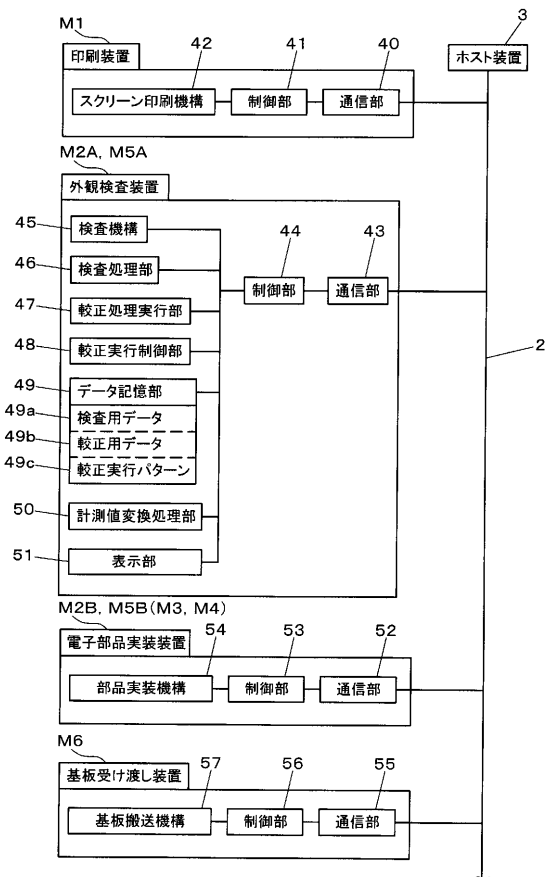 M1
印刷装置
42
41
40
スクリーン印刷機構
制御部
通信部
3
ホスト装置
M2A, M5A
外観検査装置
45
検査機構
46
検査処理部
44
43
制御部
通信部
47
較正処理実行部
48
較正実行制御部
2
49
データ記憶部
49a
検査用データ
49b
較正用データ
49c
較正実行パターン
50
計測値変換処理部
51
表示部
M2B, M5B(M3, M4)
電子部品実装装置
54
53
52
部品実装機構
制御部
通信部
M6
基板受け渡し装置
57
56
55
基板搬送機構
制御部
通信部